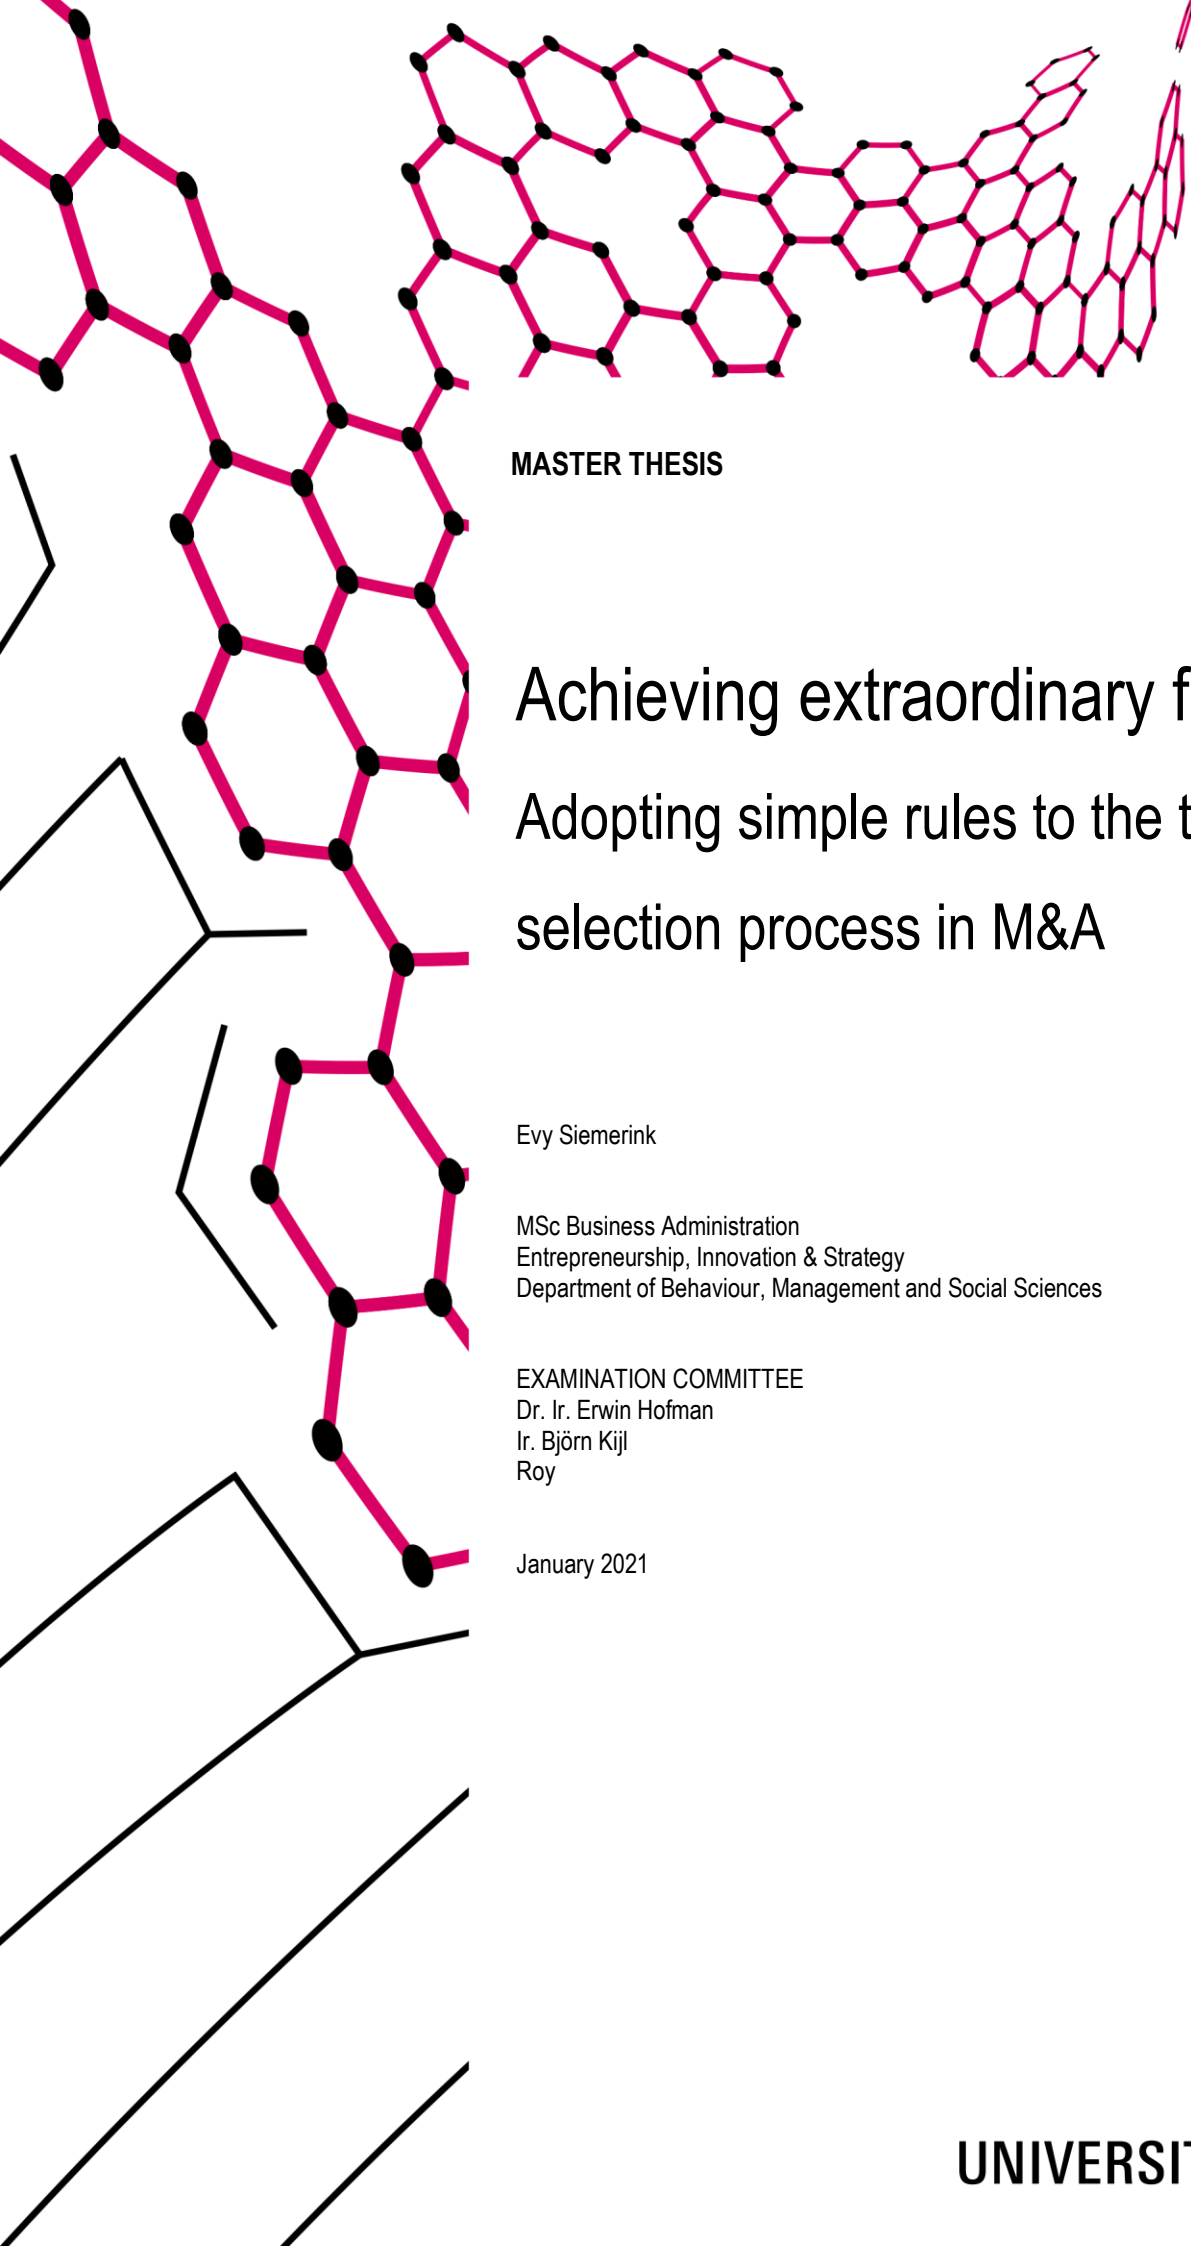 MASTER THESIS
Achieving extraordinary f
Adopting simple rules to the t
selection process in M&A
Evy Siemerink
MSc Business Administration
Entrepreneurship, Innovation & Strategy
Department of Behaviour, Management and Social Sciences
EXAMINATION COMMITTEE
Dr. Ir. Erwin Hofman
Ir. Björn Kijl
Roy
January 2021
UNIVERSIT